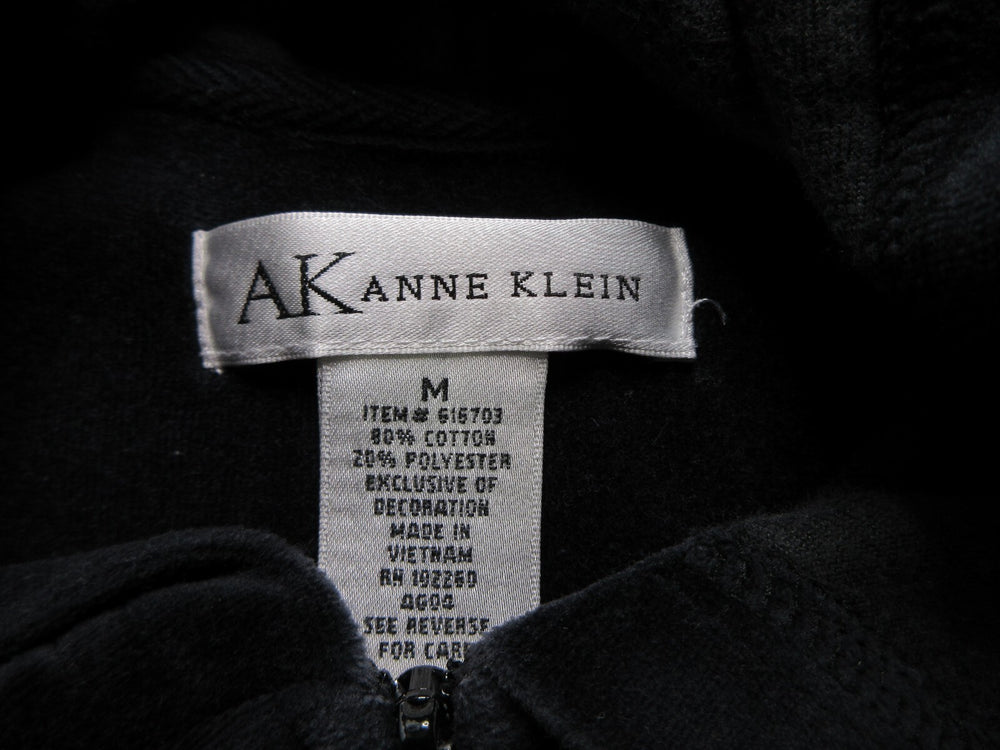 AK ANNE KLEIN
M
ITEM# 616703
80% COTTON
20% POLYESTER
EXCLUSIVE OF
DECORATION
MADE IN
VIETNAM
RN 192260
AG04
SEE REVERSE
FOR CARE